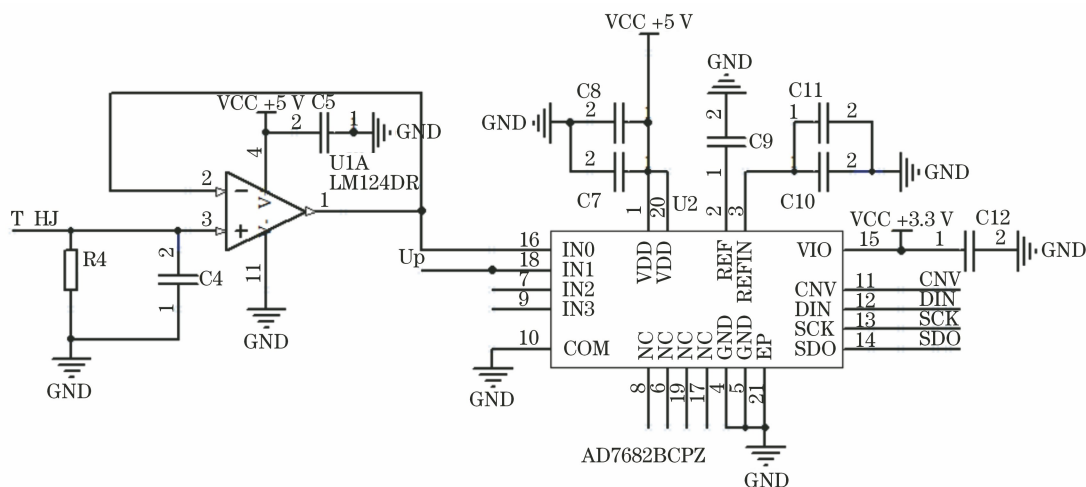 VCC +5 V
GND
C8
2
GND
2
C7
1
20
U2
2
C9
1
2
3
C11
1
2
2
C10
GND
VCC +5 V
C5
2
1
GND
4
U1A
LM124DR
2
3
1
V
11
GND
T HJ
R4
2
C4
1
GND
Up
16
18
7
9
10
GND
IN0
IN1
IN2
IN3
COM
VDD
VDD
REF
REFIN
VIO
CNV
DIN
SCK
SDO
NC
NC
NC
NC
GND
GND
EP
VCC +3.3 V
15
1
C12
2
GND
11
CNV
12
DIN
13
SCK
14
SDO
8
6
19
17
4
5
21
AD7682BCPZ
GND